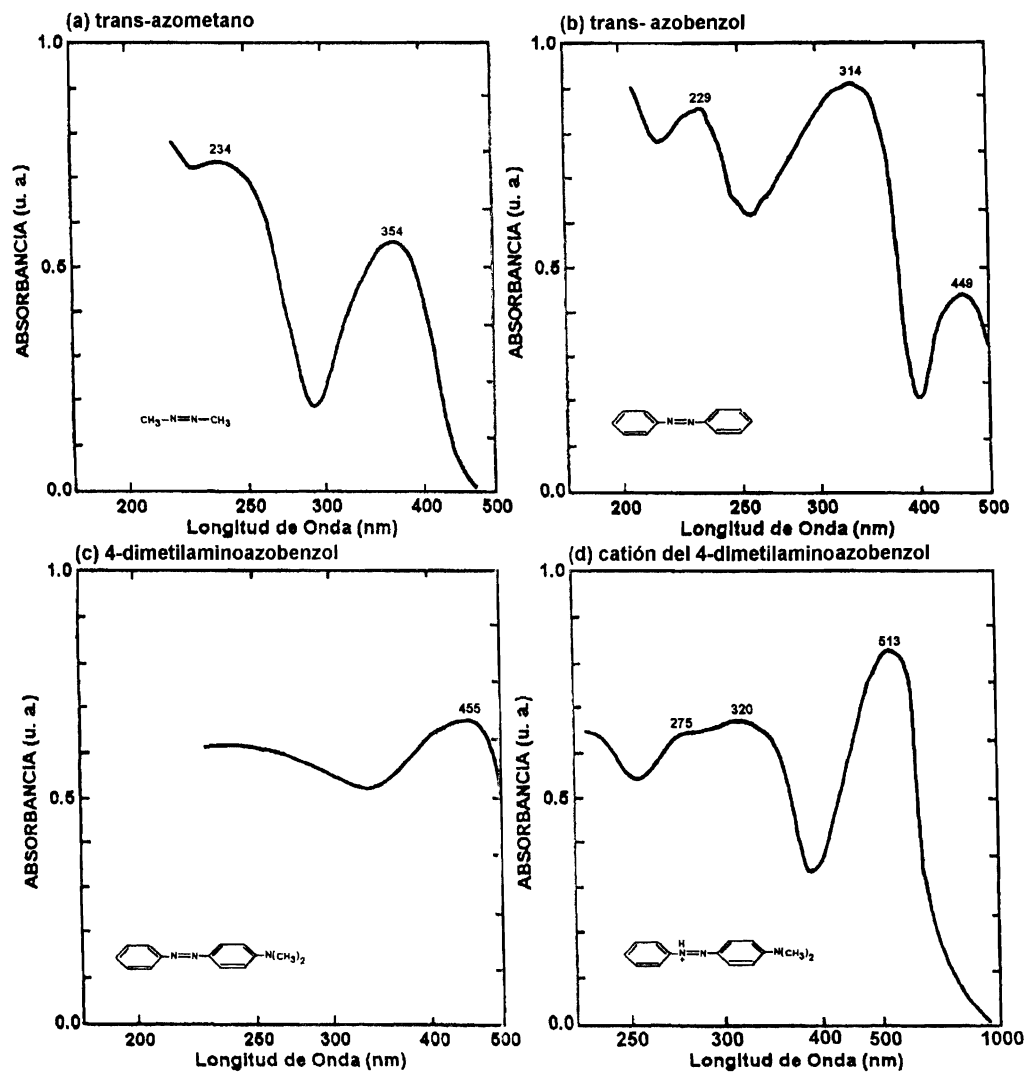 (a) trans-azometano
1.0
234
354
0.5
ABSORBANCIA (u. a.)
CH3-N=N-CH3
0.0
200 250 300 400 500
Longitud de Onda (nm)
(b) trans- azobenzol
1.0
229
314
449
0.5
ABSORBANCIA (u. a.)
N=N
0.0
200 250 300 400 500
Longitud de Onda (nm)
(c) 4-dimetilaminoazobenzol
1.0
455
0.5
ABSORBANCIA (u. a.)
N=N N(CH3)2
0.0
200 250 300 400 500
Longitud de Onda (nm)
(d) catión del 4-dimetilaminoazobenzol
1.0
275
320
513
0.5
ABSORBANCIA (u. a.)
H
N=N N(CH3)2
+
0.0
250 300 400 500 1000
Longitud de Onda (nm)